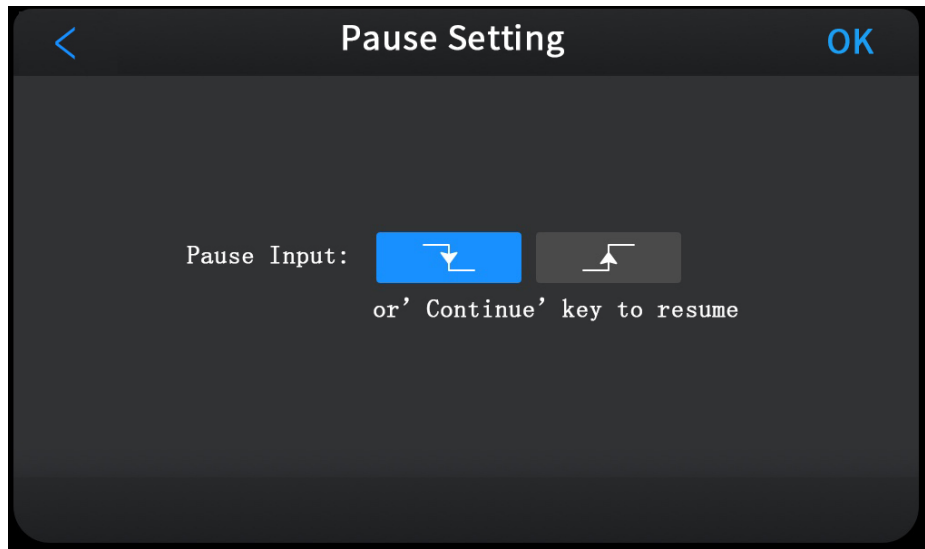 Pause Setting
OK
Pause Input:
or’ Continue’ key to resume